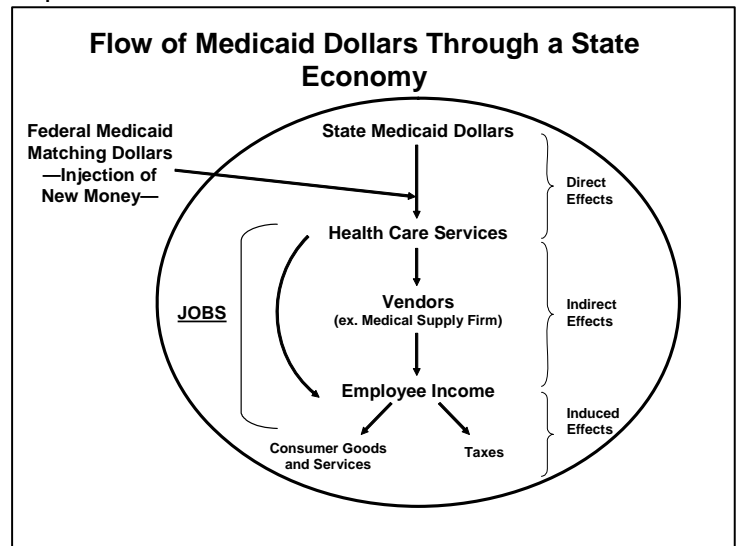 Flow of Medicaid Dollars Through a State
Economy
Federal Medicaid
Matching Dollars
—Injection of
New Money—
State Medicaid Dollars
Direct
Effects
Health Care Services
JOBS
Vendors
(ex. Medical Supply Firm)
Indirect
Effects
Employee Income
Induced
Effects
Consumer Goods
and Services
Taxes